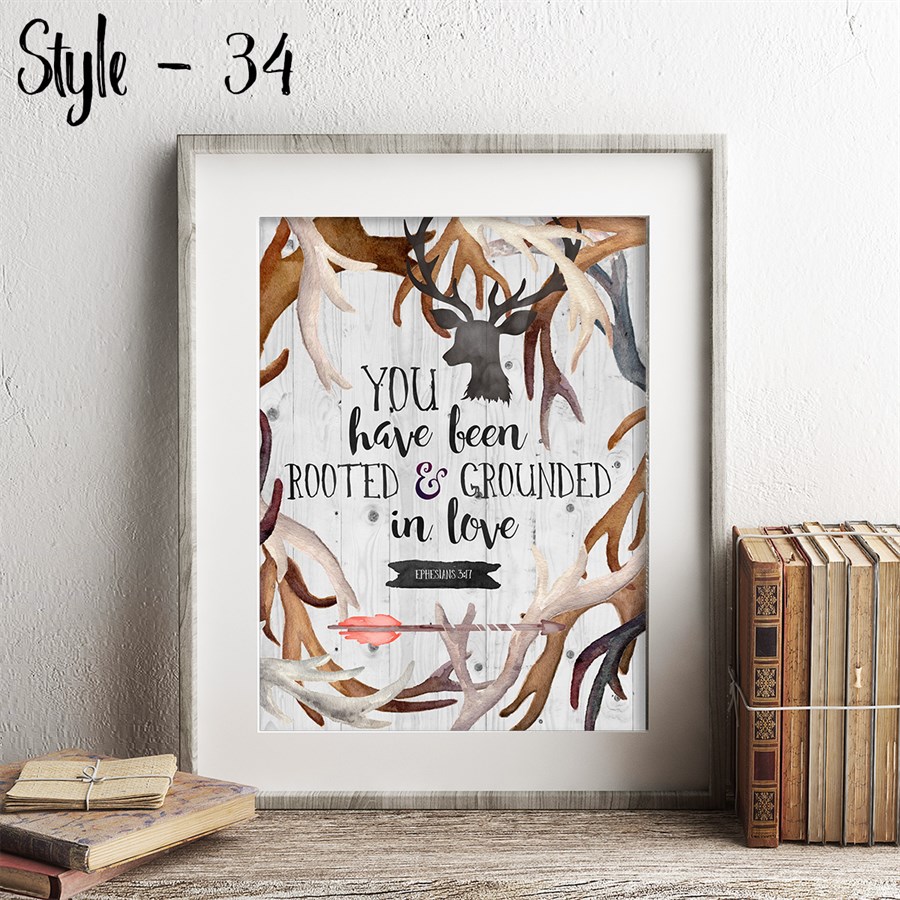 Style - 34
YOU
have been
ROOTED & GROUNDED
in love
EPHESIANS 3:17